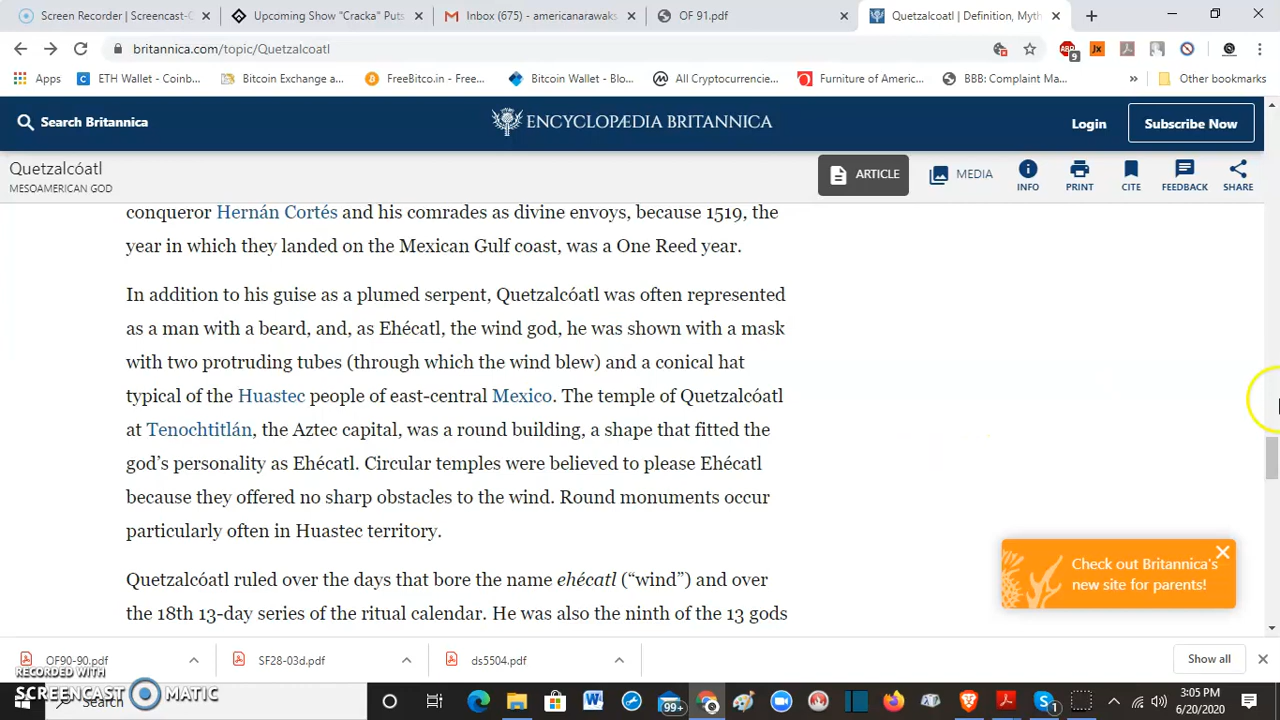 Screen Recorder | Screencast-O
Upcoming Show "Cracka" Puts
Inbox (675) - americanarawaks
OF 91.pdf
Quetzalcoatl | Definition, Myth
britannica.com/topic/Quetzalcoatl
9
Apps
ETH Wallet - Coinb...
Bitcoin Exchange a...
FreeBitco.in - Free...
Bitcoin Wallet - Blo...
All Cryptocurrencie...
Furniture of Americ...
BBB: Complaint Ma...
Other bookmarks
Search Britannica
ENCYCLOPÆDIA BRITANNICA
Login
Subscribe Now
Quetzalcóatl
MESOAMERICAN GOD
ARTICLE
MEDIA
INFO
PRINT
CITE
FEEDBACK
SHARE
conqueror Hernán Cortés and his comrades as divine envoys, because 1519, the
year in which they landed on the Mexican Gulf coast, was a One Reed year.
In addition to his guise as a plumed serpent, Quetzalcóatl was often represented
as a man with a beard, and, as Ehécatl, the wind god, he was shown with a mask
with two protruding tubes (through which the wind blew) and a conical hat
typical of the Huastec people of east-central Mexico. The temple of Quetzalcóatl
at Tenochtitlán, the Aztec capital, was a round building, a shape that fitted the
god's personality as Ehécatl. Circular temples were believed to please Ehécatl
because they offered no sharp obstacles to the wind. Round monuments occur
particularly often in Huastec territory.
Quetzalcóatl ruled over the days that bore the name ehécatl ("wind") and over
the 18th 13-day series of the ritual calendar. He was also the ninth of the 13 gods
Check out Britannica's
new site for parents!
OF90-90.pdf
SF28-03d.pdf
ds5504.pdf
Show all
RECORDED WITH
SCREENCAST MATIC
Search
99+
1
3:05 PM
6/20/2020